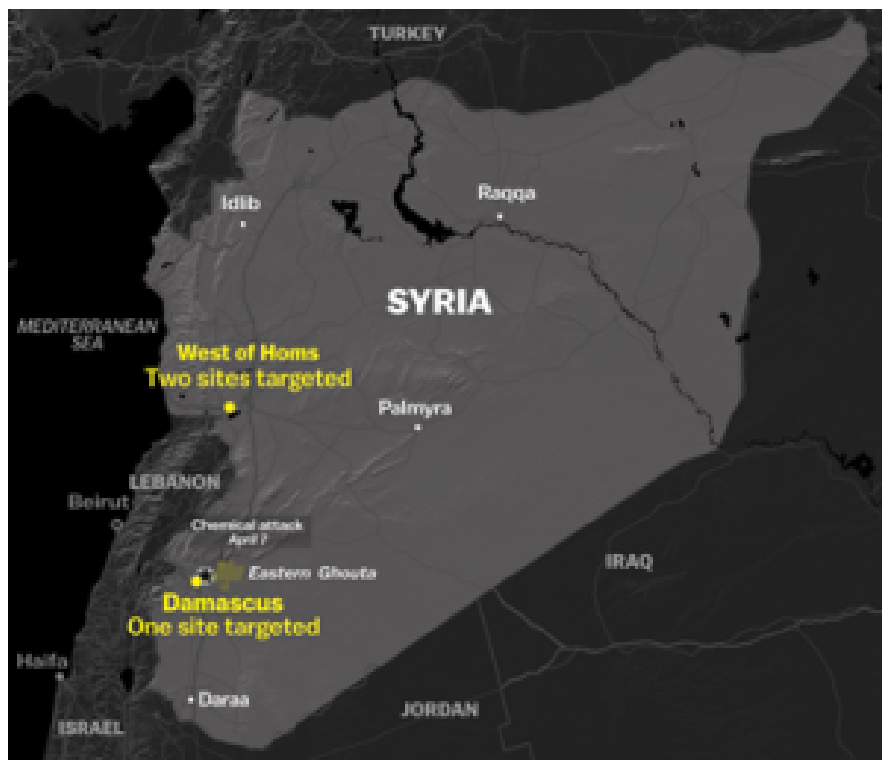 TURKEY
Idlib
Raqqa
SYRIA
MEDITERRANEAN
SEA
West of Homs
Two sites targeted
Palmyra
LEBANON
Beirut
Chemical attack
April 7
Eastern Ghouta
IRAQ
Damascus
One site targeted
Haifa
Daraa
JORDAN
ISRAEL